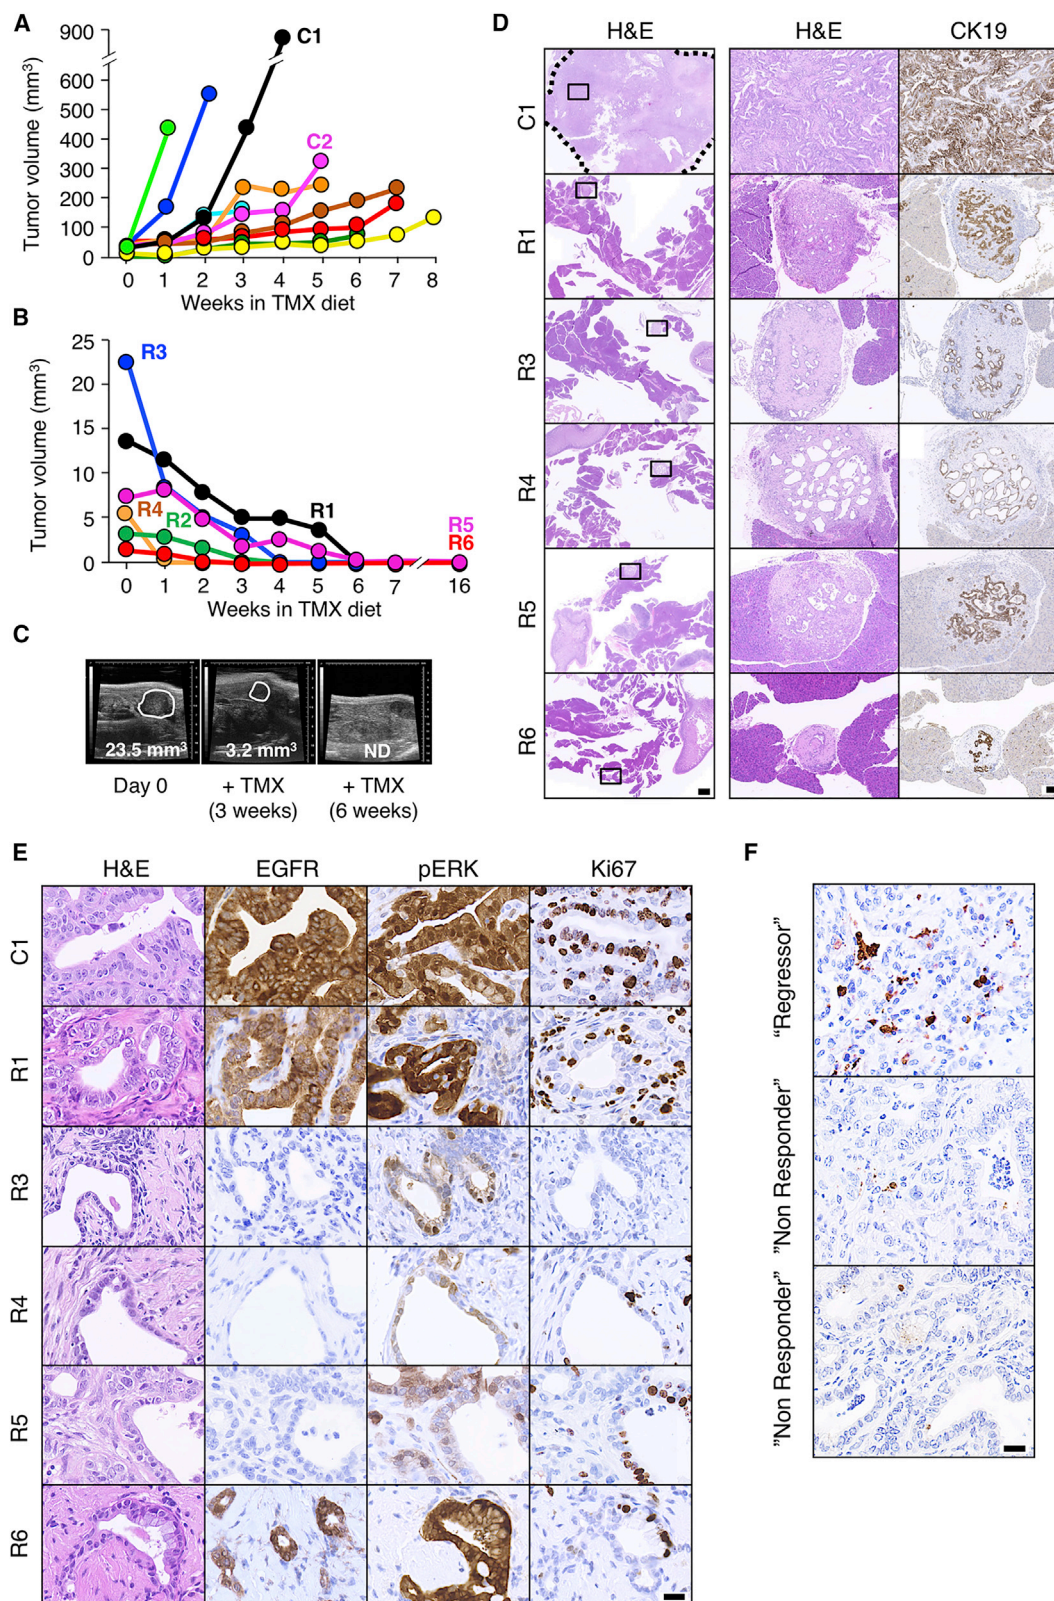 A
Tumor volume (mm³)
900
600
500
400
300
200
100
0
C1
C2
0 1 2 3 4 5 6 7 8
Weeks in TMX diet
B
Tumor volume (mm³)
25
20
15
10
5
0
R3
R4
R2
R1
R5
R6
0 1 2 3 4 5 6 7 16
Weeks in TMX diet
C
23.5 mm³ 3.2 mm³ ND
Day 0 + TMX + TMX
(3 weeks) (6 weeks)
D
H&E H&E CK19
C1
R1
R3
R4
R5
R6
E
H&E EGFR pERK Ki67
C1
R1
R3
R4
R5
R6
F
“Regressor”
”Non Responder”
”Non Responder”